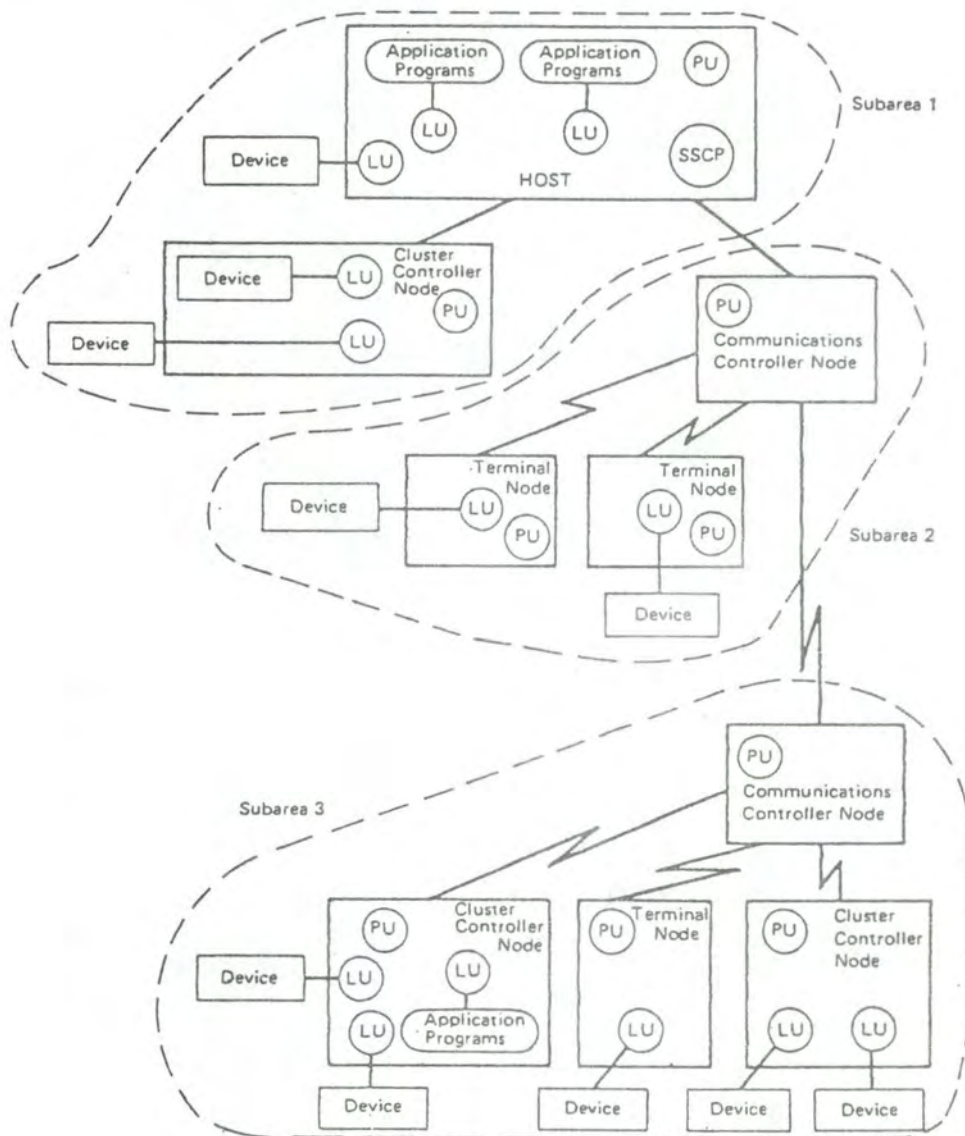 Application
Programs
Application
Programs
PU
Subarea 1
LU
LU
Device
LU
SSCP
HOST
Cluster
Controller
Node
Device
LU
PU
Device
LU
PU
Communications
Controller Node
Terminal
Node
Terminal
Node
Device
LU
PU
LU
PU
Subarea 2
Device
PU
Communications
Controller Node
Subarea 3
PU
Cluster
Controller
Node
PU
Terminal
Node
PU
Cluster
Controller
Node
Device
LU
LU
LU
Application
Programs
LU
LU
LU
Device
Device
Device
Device